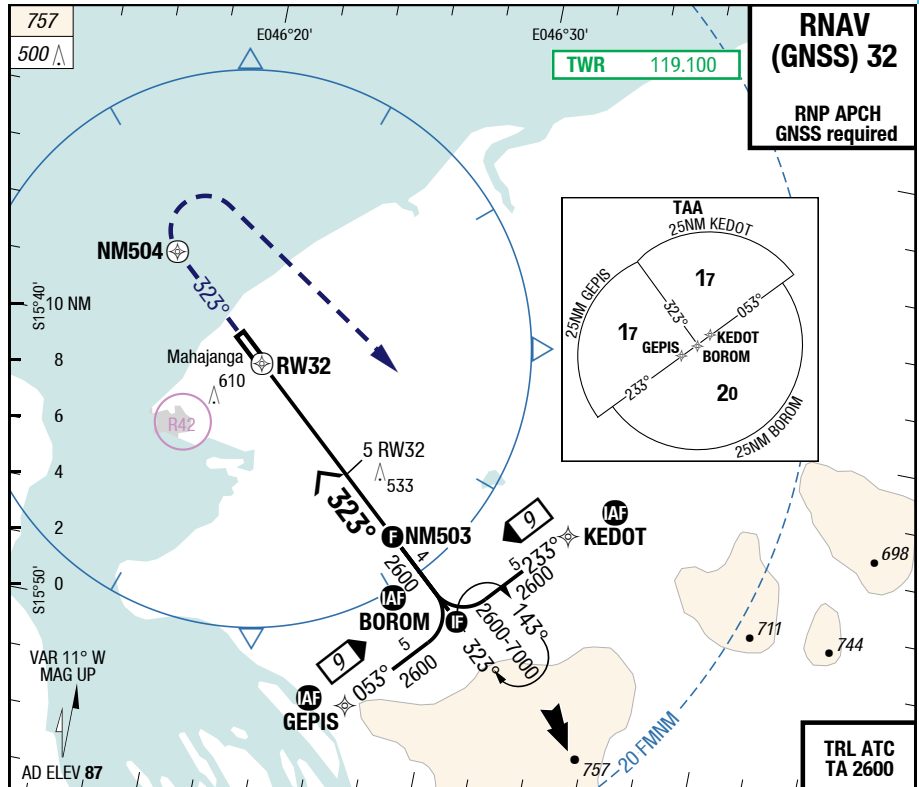 757
500
E046°20'
E046°30'
TWR 119.100
RNAV
(GNSS) 32
RNP APCH
GNSS required
TAA
25NM KEDOT
25NM GEPIS
17
323°
053°
17
GEPIS
KEDOT
BOROM
233°
20
25NM BOROM
NM504
323°
S15°40'
10 NM
8
6
4
2
0
S15°50'
Mahajanga
RW32
610
R42
5 RW32
533
323°
F NM503
4
2600
IAF
BOROM
IF
9
IAF
KEDOT
5
233°
2600
143°
2600-7000
323°
9
5
053°
2600
IAF
GEPIS
698
711
744
757
20 FMNM
VAR 11° W
MAG UP
AD ELEV 87
TRL ATC
TA 2600